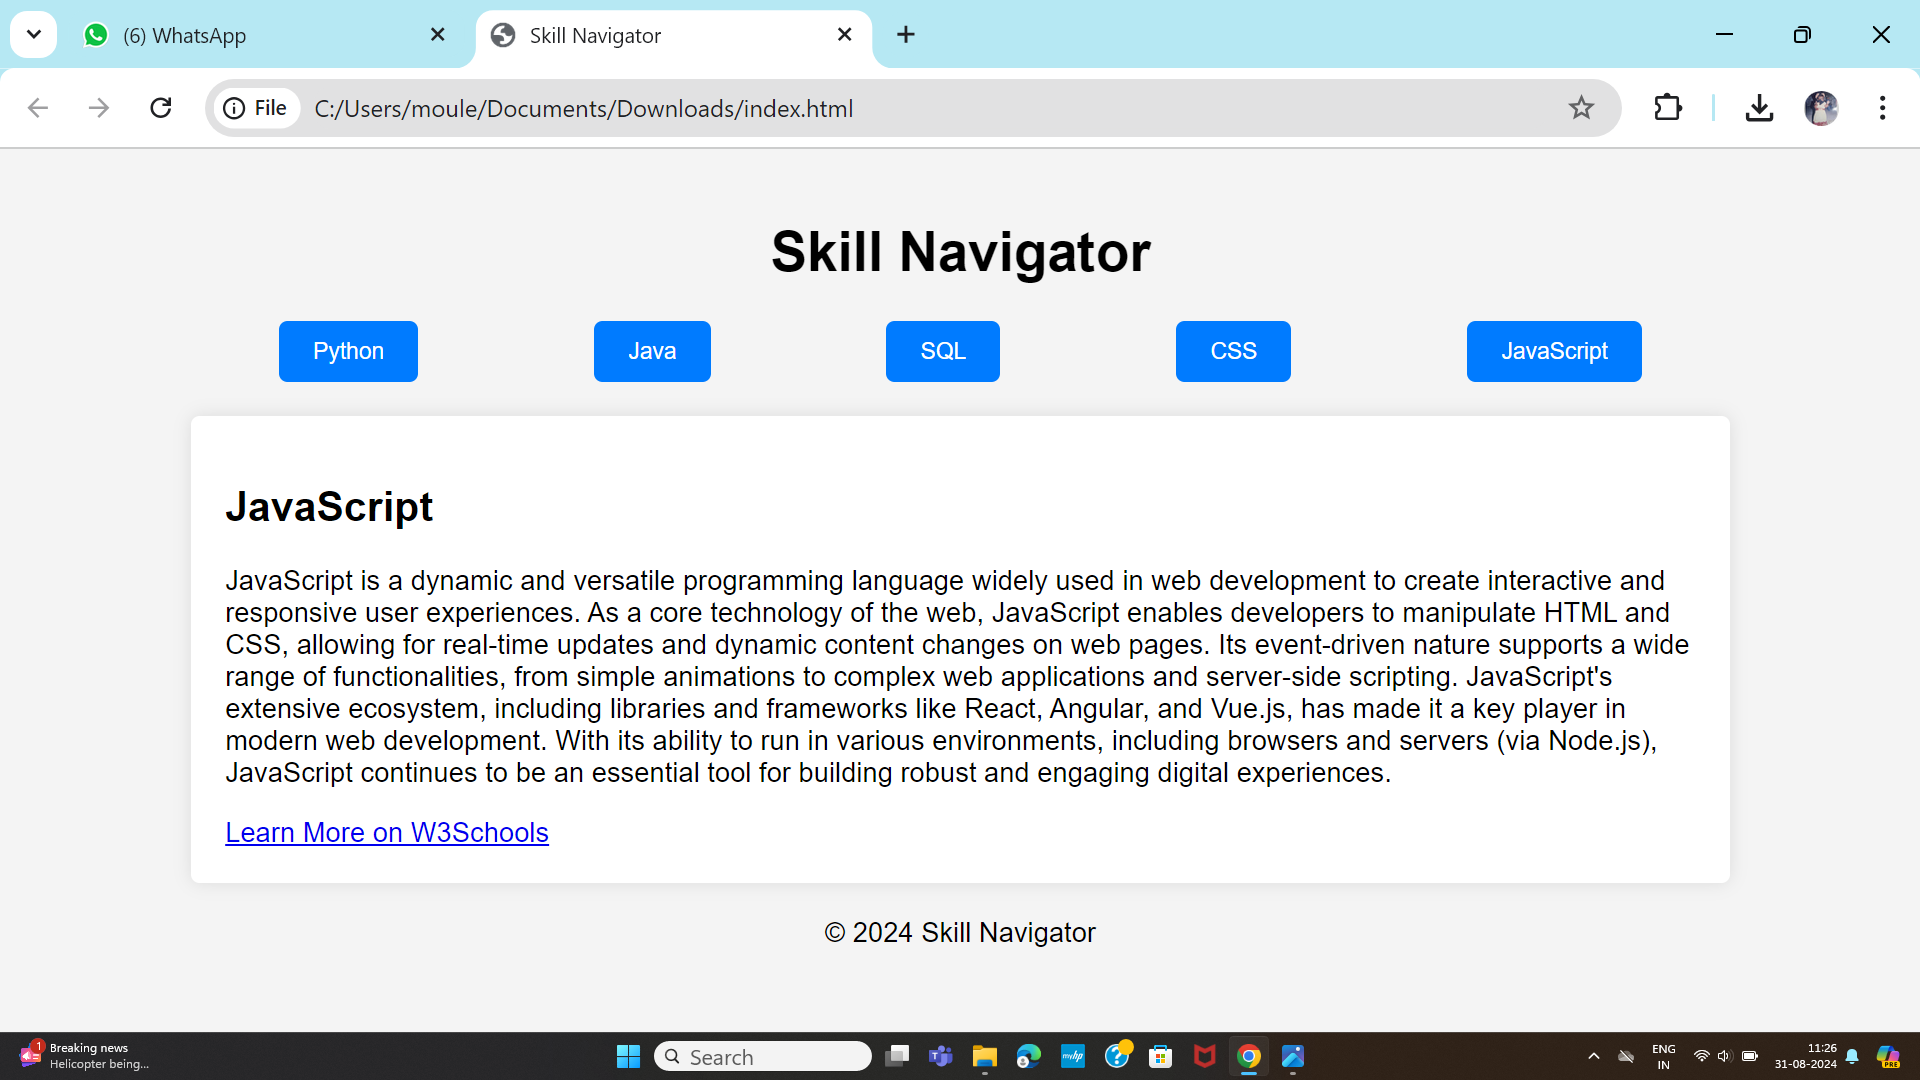 (6) WhatsApp
Skill Navigator
File
C:/Users/moule/Documents/Downloads/index.html
Skill Navigator
Python
Java
SQL
CSS
JavaScript
JavaScript
JavaScript is a dynamic and versatile programming language widely used in web development to create interactive and
responsive user experiences. As a core technology of the web, JavaScript enables developers to manipulate HTML and
CSS, allowing for real-time updates and dynamic content changes on web pages. Its event-driven nature supports a wide
range of functionalities, from simple animations to complex web applications and server-side scripting. JavaScript's
extensive ecosystem, including libraries and frameworks like React, Angular, and Vue.js, has made it a key player in
modern web development. With its ability to run in various environments, including browsers and servers (via Node.js),
JavaScript continues to be an essential tool for building robust and engaging digital experiences.
Learn More on W3Schools
© 2024 Skill Navigator
1
Breaking news
Helicopter being...
Search
myhp
ENG
IN
11:26
31-08-2024
PRE